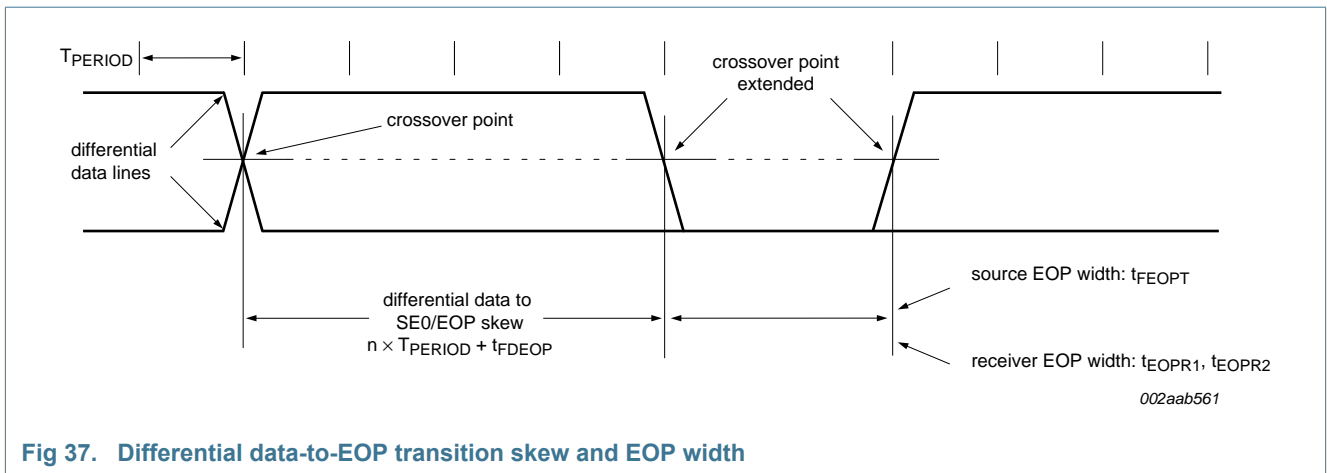 TPERIOD
crossover point
extended
crossover point
differential
data lines
differential data to
SE0/EOP skew
n × TPERIOD + tFDEOP
source EOP width: tFEOPT
receiver EOP width: tEOPR1, tEOPR2
002aab561
Fig 37. Differential data-to-EOP transition skew and EOP width